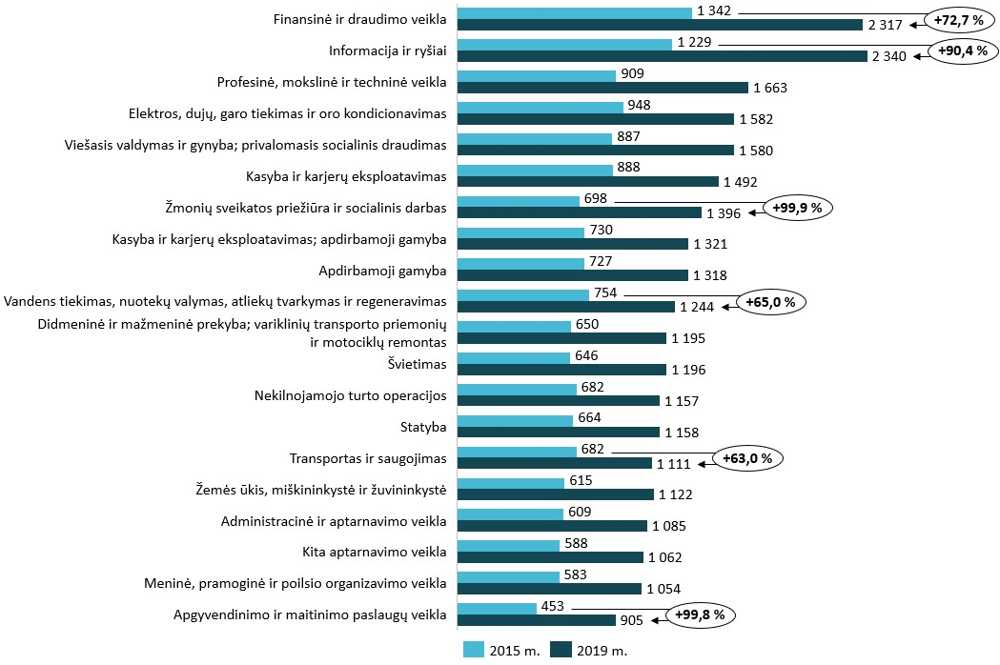 Finansinė ir draudimo veikla
1 342
2 317
+72,7 %
Informacija ir ryšiai
1 229
2 340
+90,4 %
Profesinė, mokslinė ir techninė veikla
909
1 663
Elektros, dujų, garo tiekimas ir oro kondicionavimas
948
1 582
Viešasis valdymas ir gynyba; privalomasis socialinis draudimas
887
1 580
Kasyba ir karjerų eksploatavimas
888
1 492
Žmonių sveikatos priežiūra ir socialinis darbas
698
1 396
+99,9 %
Kasyba ir karjerų eksploatavimas; apdirbamoji gamyba
730
1 321
Apdirbamoji gamyba
727
1 318
Vandens tiekimas, nuotekų valymas, atliekų tvarkymas ir regeneravimas
754
1 244
+65,0 %
Didmeninė ir mažmeninė prekyba; variklinių transporto priemonių
ir motociklų remontas
650
1 195
Švietimas
646
1 196
Nekilnojamojo turto operacijos
682
1 157
Statyba
664
1 158
Transportas ir saugojimas
682
1 111
+63,0 %
Žemės ūkis, miškininkystė ir žuvininkystė
615
1 122
Administracinė ir aptarnavimo veikla
609
1 085
Kita aptarnavimo veikla
588
1 062
Meninė, pramoginė ir poilsio organizavimo veikla
583
1 054
Apgyvendinimo ir maitinimo paslaugų veikla
453
905
+99,8 %
2015 m.
2019 m.